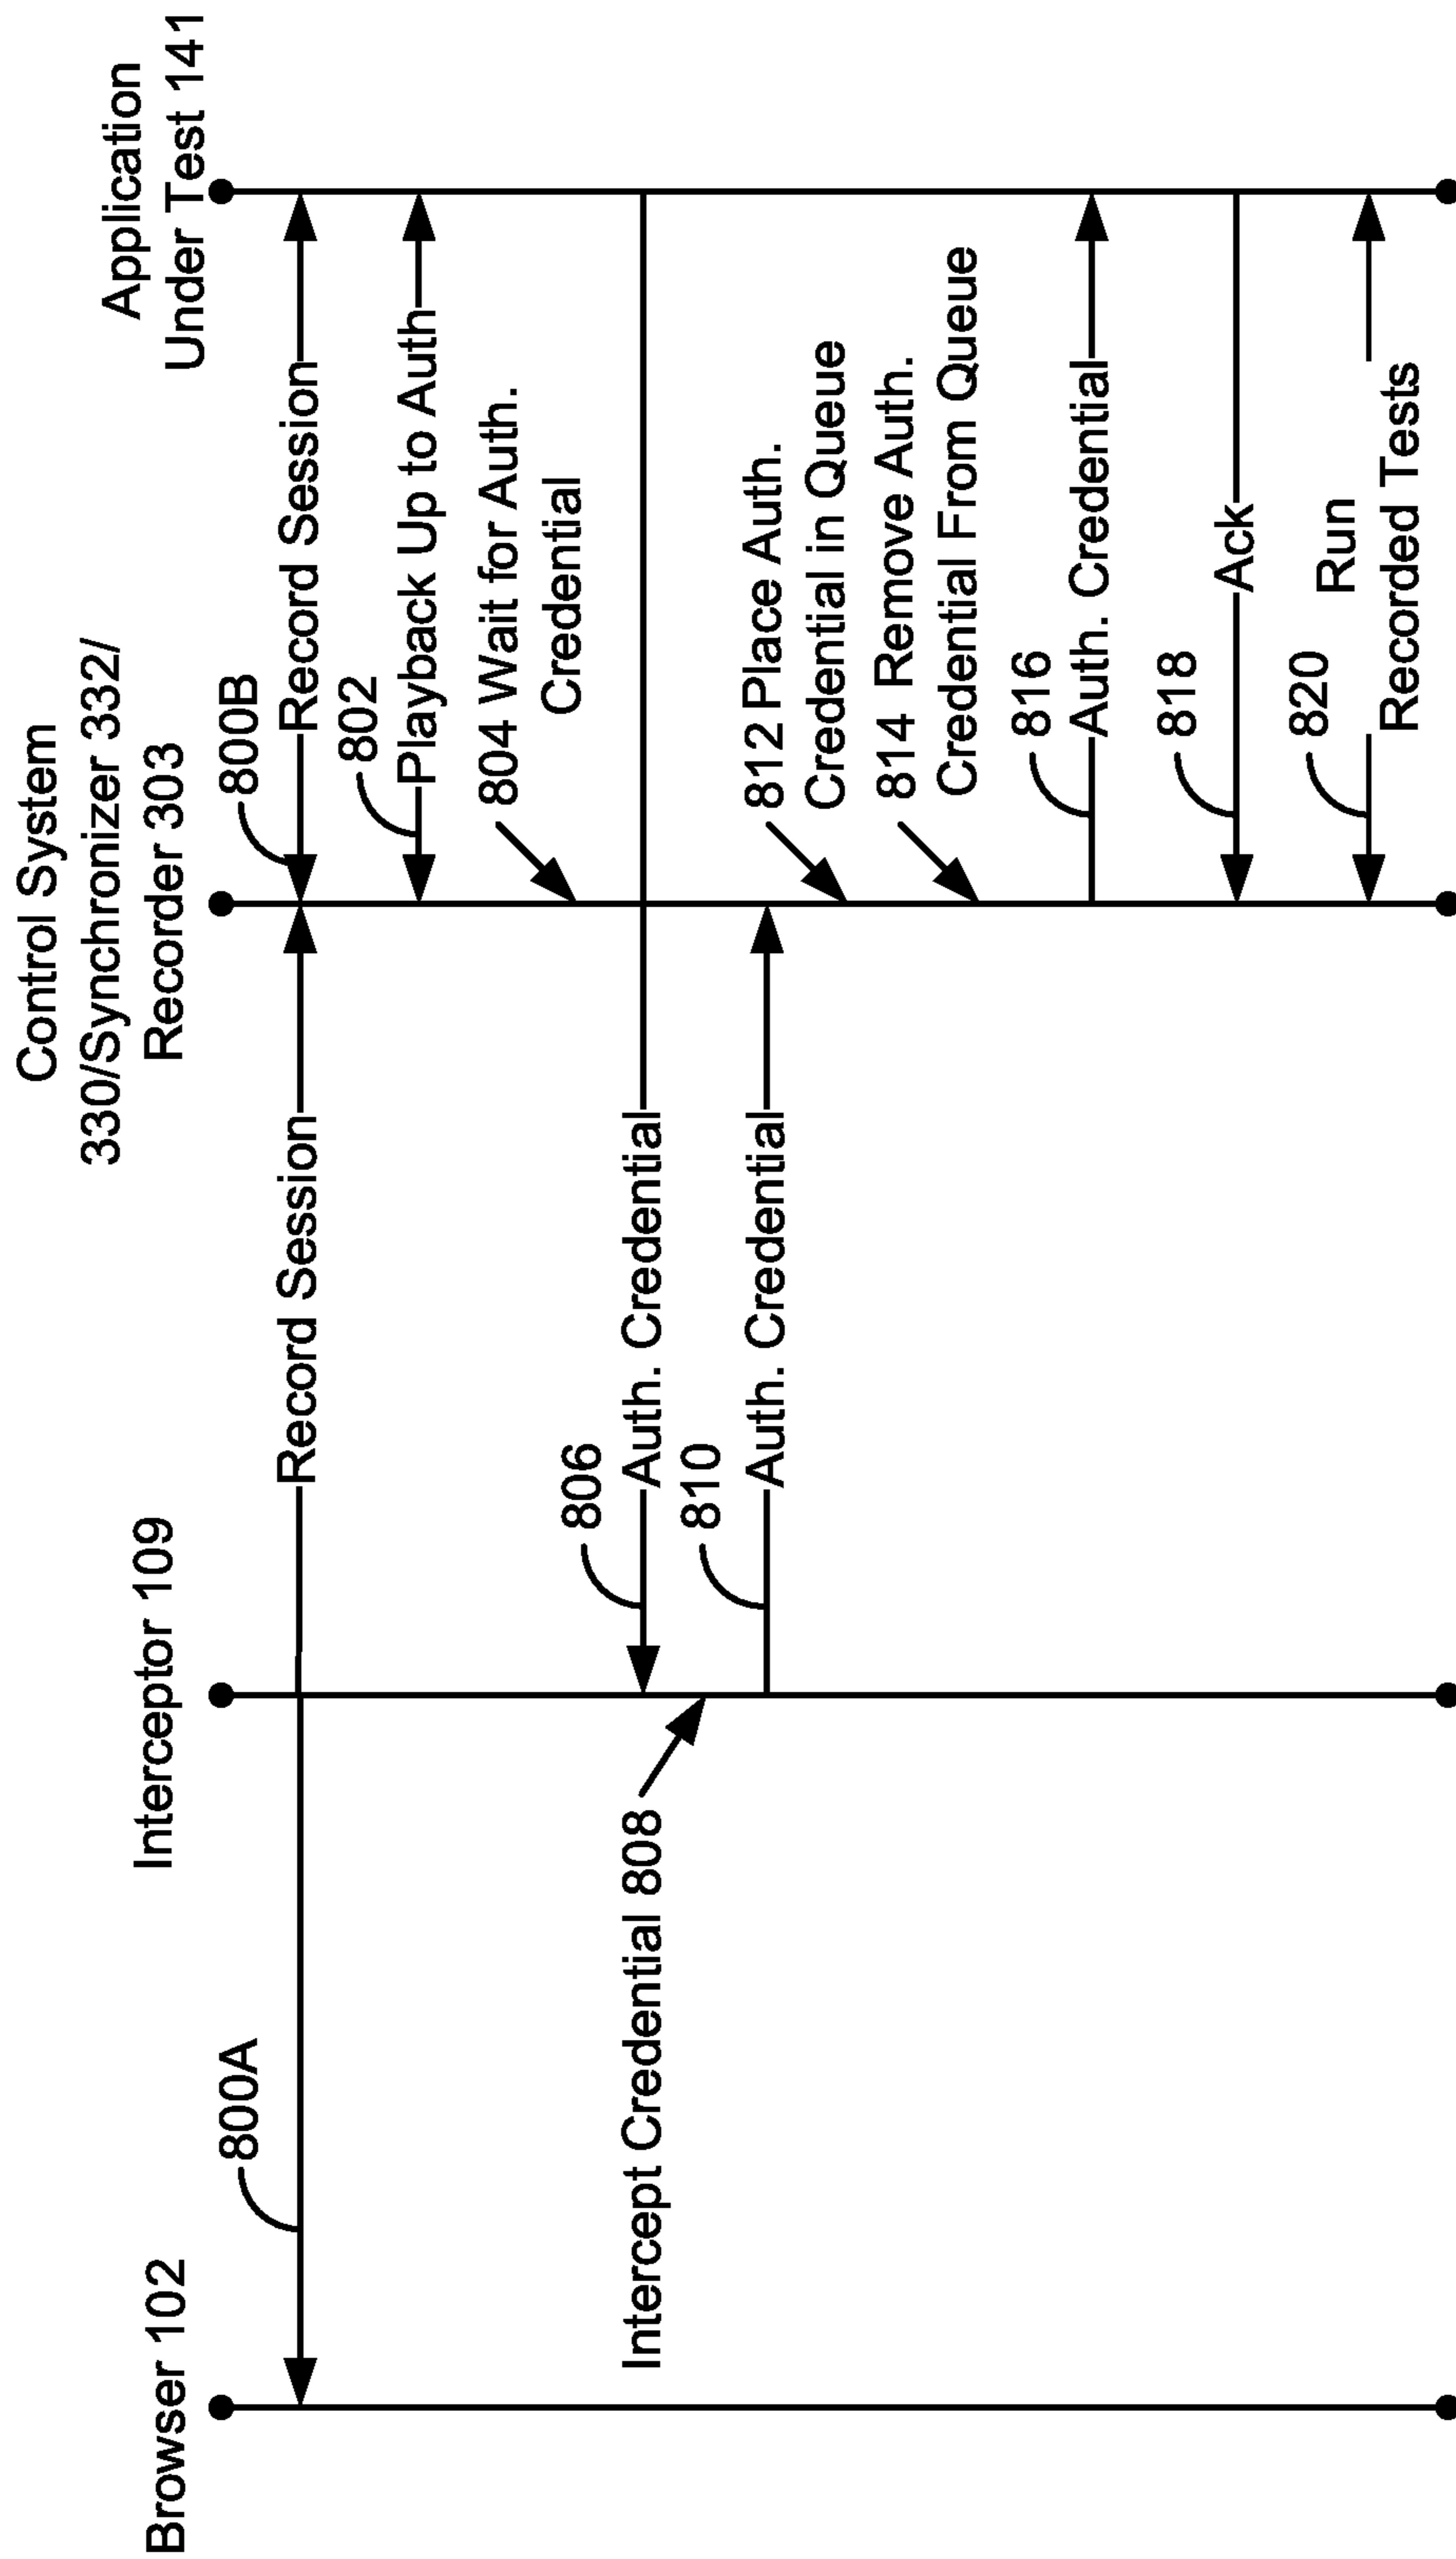 Browser 102
Interceptor 109
Control System
330/Synchronizer 332/
Recorder 303
Application
Under Test 141
800A
Record Session
800B
Record Session
802
Playback Up to Auth
804 Wait for Auth.
Credential
806
Auth. Credential
Intercept Credential 808
810
Auth. Credential
812 Place Auth.
Credential in Queue
814 Remove Auth.
Credential From Queue
816
Auth. Credential
818
Ack
820
Run
Recorded Tests